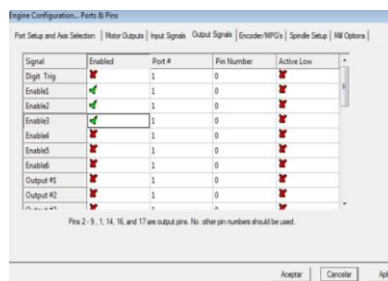 Engine Configuration... Ports & Pins
Port Setup and Axis Selection Motor Outputs Input Signals Output Signals Encoder/MPG's Spindle Setup Mill Options
Signal Enabled Port # Pin Number Active Low
Digit Trig 1 0
Enable1 1 0
Enable2 1 0
Enable3 1 0
Enable4 1 0
Enable5 1 0
Enable6 1 0
Output #1 1 0
Output #2 1 0
Pins 2 - 9 , 1, 14, 16, and 17 are output pins. No other pin numbers should be used.
Aceptar Cancelar